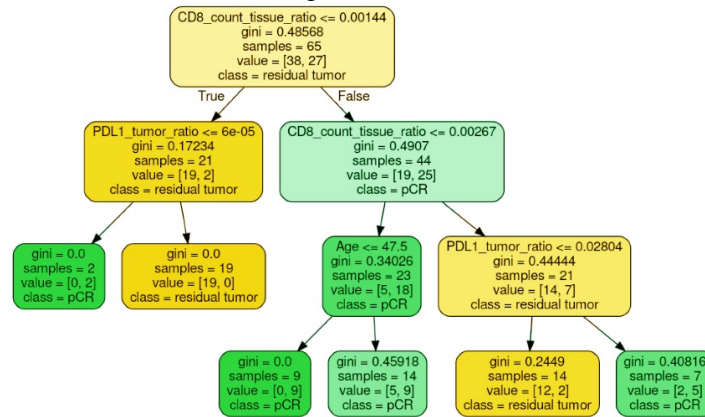 CD8_count_tissue_ratio <= 0.00144
gini = 0.48568
samples = 65
value = [38, 27]
class = residual tumor
True
False
PDL1_tumor_ratio <= 6e-05
gini = 0.17234
samples = 21
value = [19, 2]
class = residual tumor
CD8_count_tissue_ratio <= 0.00267
gini = 0.4907
samples = 44
value = [19, 25]
class = pCR
gini = 0.0
samples = 2
value = [0, 2]
class = pCR
gini = 0.0
samples = 19
value = [19, 0]
class = residual tumor
Age <= 47.5
gini = 0.34026
samples = 23
value = [5, 18]
class = pCR
PDL1_tumor_ratio <= 0.02804
gini = 0.44444
samples = 21
value = [14, 7]
class = residual tumor
gini = 0.0
samples = 9
value = [0, 9]
class = pCR
gini = 0.45918
samples = 14
value = [5, 9]
class = pCR
gini = 0.2449
samples = 14
value = [12, 2]
class = residual tumor
gini = 0.40816
samples = 7
value = [2, 5]
class = pCR